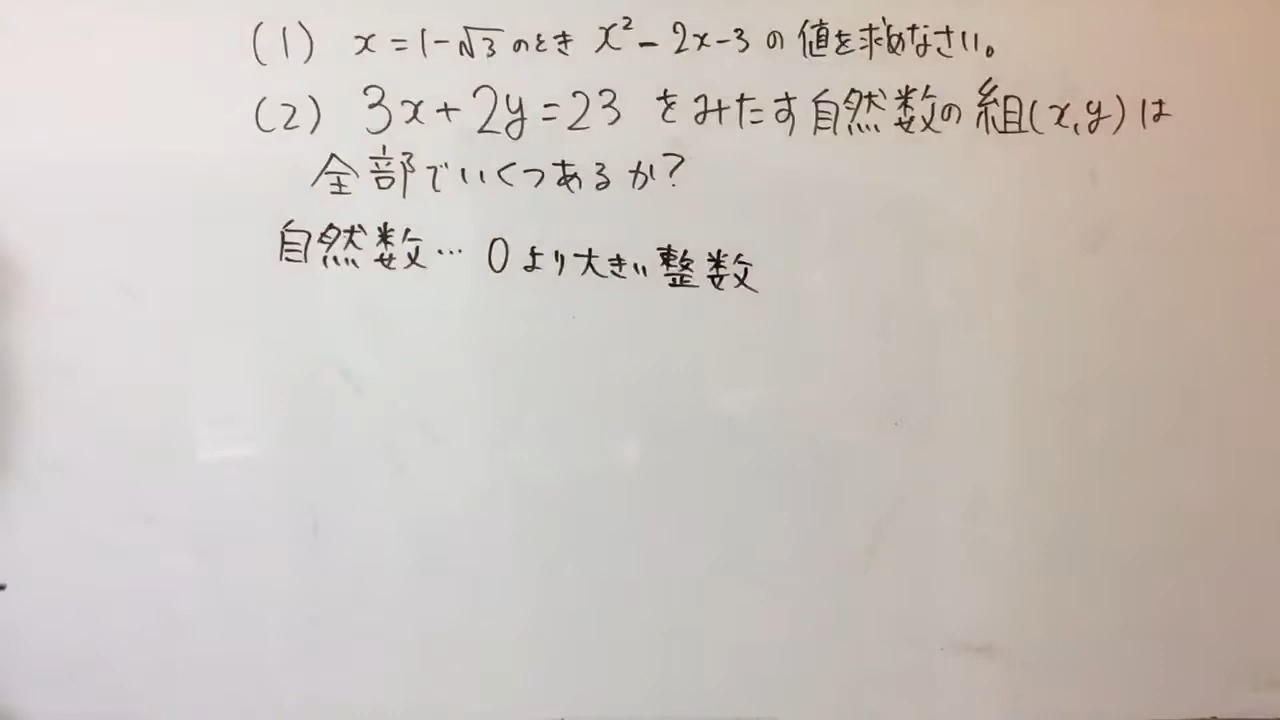 (1) x=1-√3のとき x²-2x-3の値を求めなさい。
(2) 3x+2y=23 をみたす自然数の組(x,y)は
全部でいくつあるか?
自然数…0より大きい整数